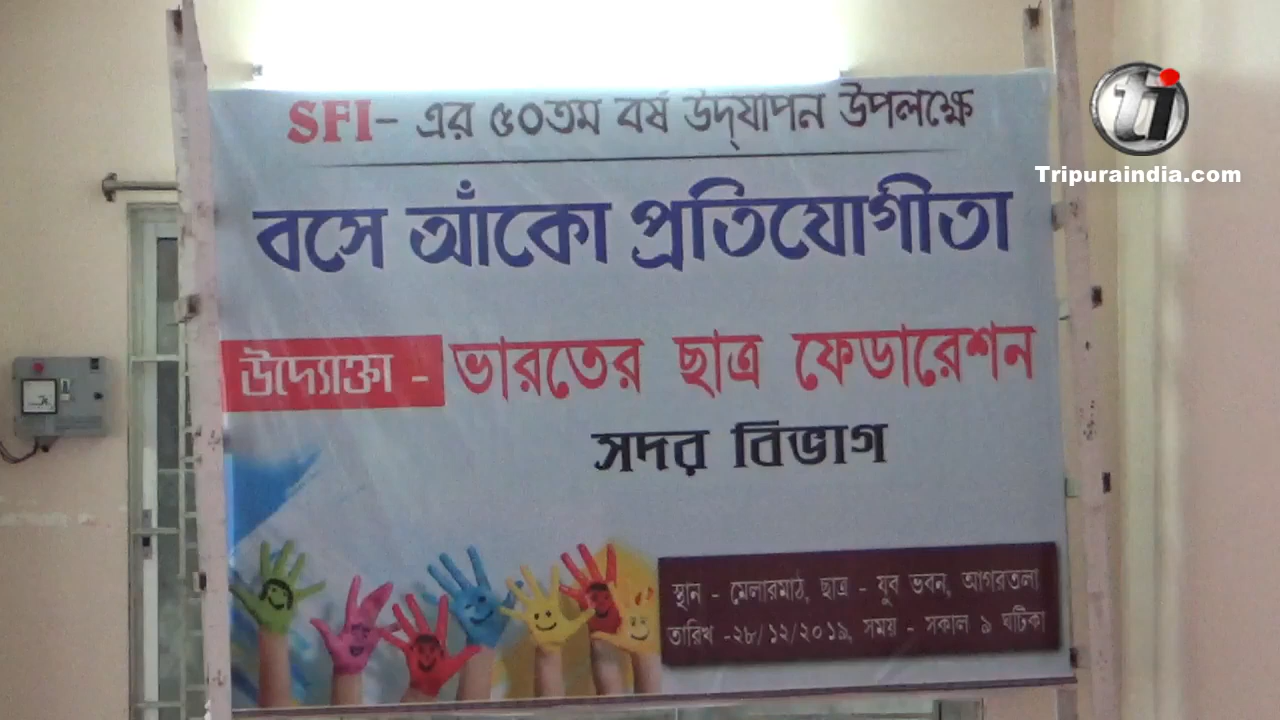 SFI- এর ৫০তম বর্ষ উদ্‌যাপন উপলক্ষে
বসে আঁকো প্রতিযোগীতা
উদ্যোক্তা - ভারতের ছাত্র ফেডারেশন
সদর বিভাগ
স্থান - মেলারমাঠ, ছাত্র - যুব ভবন, আগরতলা
তারিখ -২৮/১২/২০১৯, সময় - সকাল ৯ ঘটিকা
ti
Tripuraindia.com